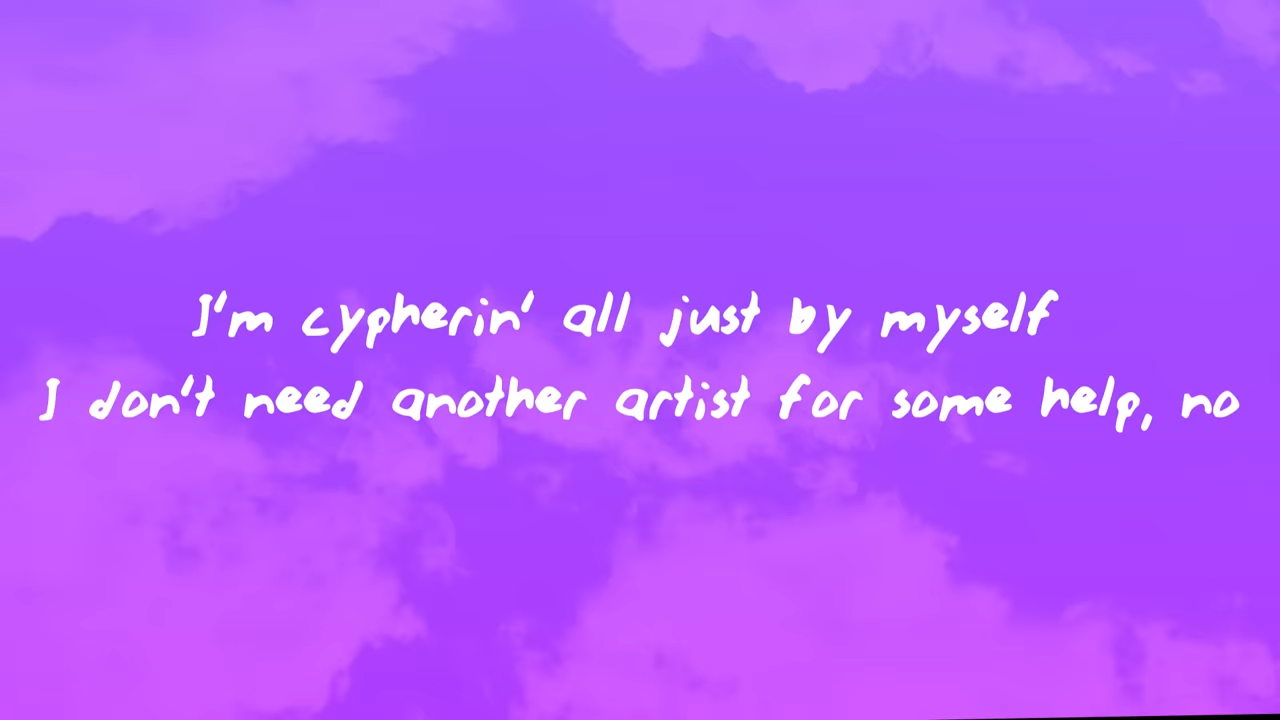 I'm cypherin' all just by myself
I don't need another artist for some help, no